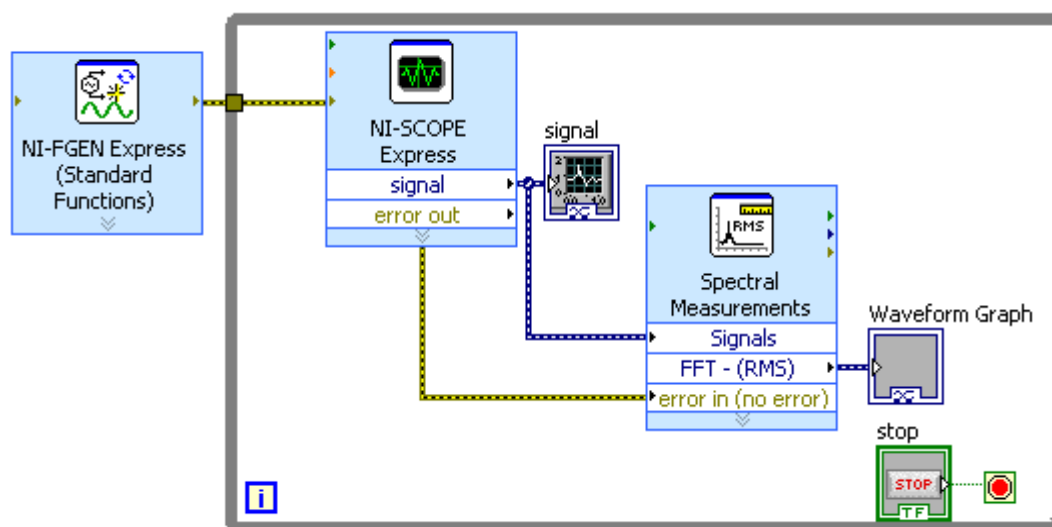 NI-FGEN Express
(Standard
Functions)
NI-SCOPE
Express
signal
error out
signal
RMS
Spectral
Measurements
Signals
FFT - (RMS)
error in (no error)
Waveform Graph
stop
STOP
TF
i